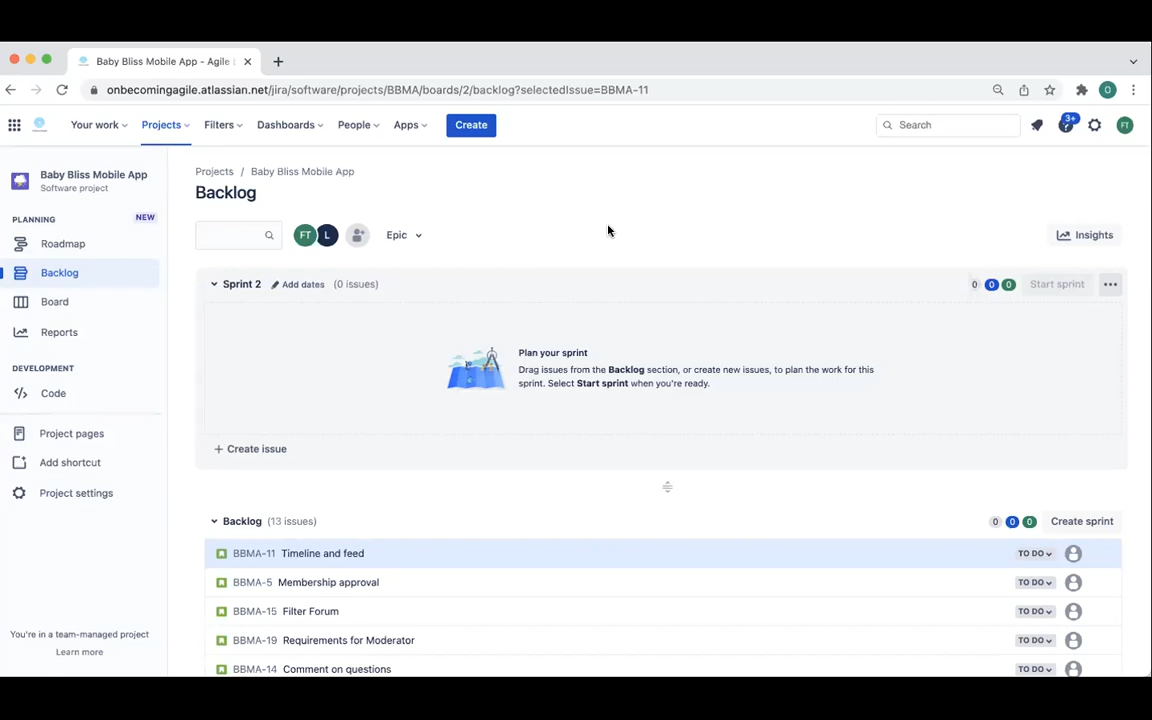 Baby Bliss Mobile App - Agile
onbecomingagile.atlassian.net/jira/software/projects/BBMA/boards/2/backlog?selectedIssue=BBMA-11
O
Your work
Projects
Filters
Dashboards
People
Apps
Create
Search
3+
FT
Baby Bliss Mobile App
Software project
PLANNING
NEW
Roadmap
Backlog
Board
Reports
DEVELOPMENT
Code
Project pages
Add shortcut
Project settings
You're in a team-managed project
Learn more
Projects / Baby Bliss Mobile App
Backlog
FT
L
Epic
Insights
Sprint 2 Add dates (0 issues) 0 0 0 Start sprint
Plan your sprint
Drag issues from the Backlog section, or create new issues, to plan the work for this
sprint. Select Start sprint when you're ready.
+ Create issue
Backlog (13 issues) 0 0 0 Create sprint
BBMA-11 Timeline and feed TO DO
BBMA-5 Membership approval TO DO
BBMA-15 Filter Forum TO DO
BBMA-19 Requirements for Moderator TO DO
BBMA-14 Comment on questions TO DO